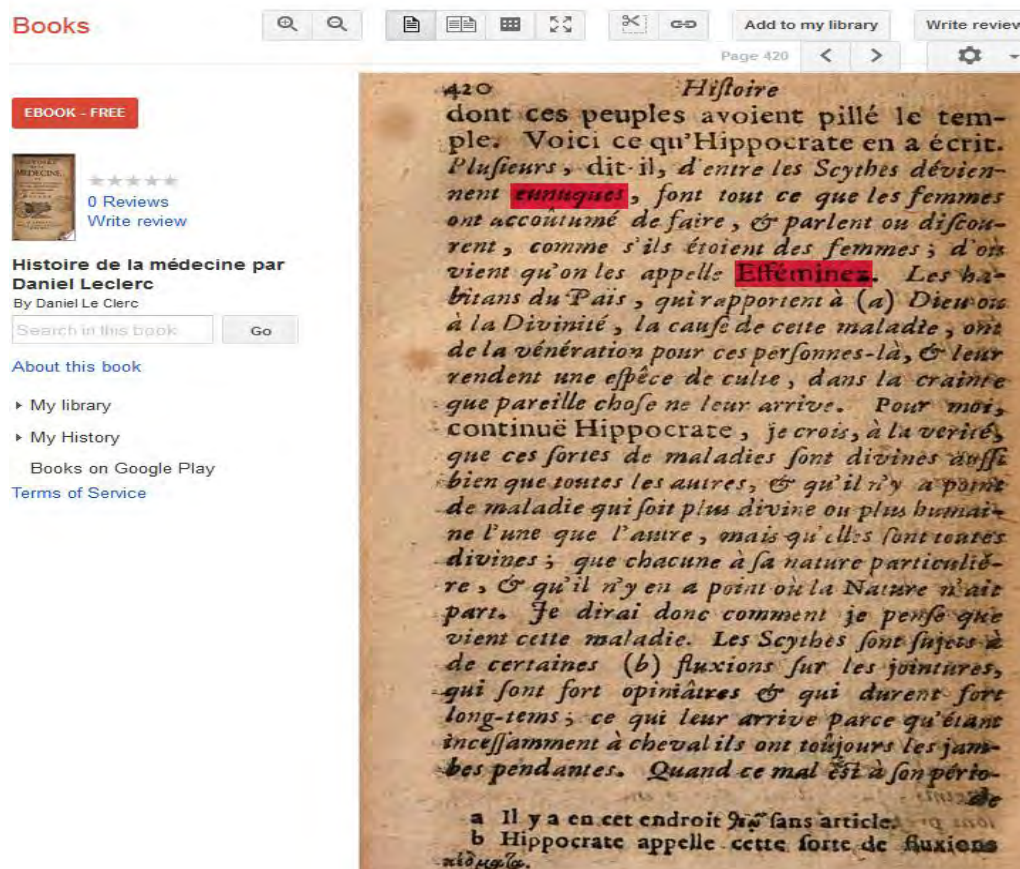 Books
Add to my library
Write review
Page 420
EBOOK - FREE
0 Reviews
Write review
Histoire de la médecine par
Daniel Leclerc
By Daniel Le Clerc
Search in this book
Go
About this book
My library
My History
Books on Google Play
Terms of Service
420 Hiſtoire
dont ces peuples avoient pillé le tem-
ple. Voici ce qu'Hippocrate en a écrit.
Pluſieurs, dit-il, d'entre les Scythes dévien-
nent eunuques, font tout ce que les femmes
ont accoûtumé de faire, & parlent ou diſcou-
rent, comme s'ils étoient des femmes; d'où
vient qu'on les appelle Efféminez. Les ha-
bitans du Païs, qui rapportent à (a) Dieu ou
à la Divinité, la cauſe de cette maladie, ont
de la vénération pour ces perſonnes-là, & leur
rendent une eſpêce de culte, dans la crainte
que pareille choſe ne leur arrive. Pour moi,
continuë Hippocrate, je crois, à la verité,
que ces ſortes de maladies ſont divines auſſi
bien que toutes les autres, & qu'il n'y a point
de maladie qui ſoit plus divine ou plus humai-
ne l'une que l'autre, mais qu'elles ſont toutes
divines; que chacune à ſa nature particuliè-
re, & qu'il n'y en a point où la Nature n'ait
part. Je dirai donc comment je penſe que
vient cette maladie. Les Scythes ſont ſujets à
de certaines (b) fluxions ſur les jointures,
qui ſont fort opiniâtres & qui durent fort
long-tems; ce qui leur arrive parce qu'étant
inceſſamment à cheval ils ont toûjours les jam-
bes pendantes. Quand ce mal est à ſon pério-
de
a Il y a en cet endroit ſans article.
b Hippocrate appelle cette ſorte de fluxions